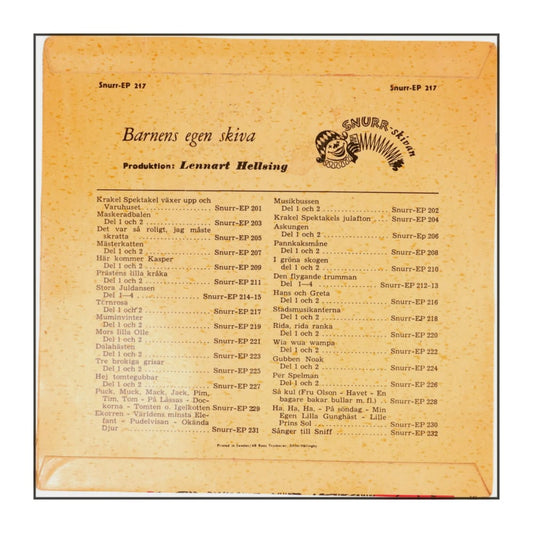 Snurr-EP 217
Snurr-EP 217
Barnens egen skiva
SNURR-skivan
Produktion: Lennart Hellsing
Krakel Spektakel växer upp och
Varuhuset Snurr-EP 201
Maskeradbalen
Del 1 och 2 Snurr-EP 203
Det var så roligt, jag måste
skratta Snurr-EP 205
Mästerkatten
Del 1 och 2 Snurr-EP 207
Här kommer Kasper
Del 1 och 2 Snurr-EP 209
Prästens lilla kråka
Del 1 och 2 Snurr-EP 211
Stora Juldansen
Del 1—4 Snurr-EP 214-15
Törnrosa
Del 1 och 2 Snurr-EP 217
Muminvinter
Del 1 och 2 Snurr-EP 219
Mors lilla Olle
Del 1 och 2 Snurr-EP 221
Dalahästen
Del 1 och 2 Snurr-EP 223
Tre brokiga grisar
Del 1 och 2 Snurr-EP 225
Hej tomtegubbar
Del 1 och 2 Snurr-EP 227
Puck, Muck, Mack, Jack, Pim,
Tim, Tom - På Låssas - Doc-
korna - Tomten o. Igelkotten Snurr-EP 229
Ekorren - Världens minsta Ele-
fant - Pudelvisan - Okända
Djur Snurr-EP 231
Musikbussen
Del 1 och 2 Snurr-EP 202
Krakel Spektakels julafton Snurr-EP 204
Askungen
Del 1 och 2 Snurr-Ep 206
Pannkaksmåne
Del 1 och 2 Snurr-EP 208
I gröna skogen
del 1 och 2 Snurr-EP 210
Den flygande trumman
Del 1—4 Snurr-EP 212-13
Hans och Greta
Del 1 och 2 Snurr-EP 216
Stadsmusikanterna
Del 1 och 2 Snurr-EP 218
Rida, rida ranka
Del 1 och 2 Snurr-EP 220
Wia wua wampa
Del 1 och 2 Snurr-EP 222
Gubben Noak
Del 1 och 2 Snurr-EP 224
Per Spelman
Del 1 och 2 Snurr-EP 226
Så kul (Fru Olson - Havet - En
bagare bakar bullar m. fl.) Snurr-EP 228
Ha, Ha, Ha, - På söndag - Min
Egen Lilla Gunghäst - Lille
Prins Sol Snurr-EP 230
Sånger till Sniff Snurr-EP 232
Printed in Sweden